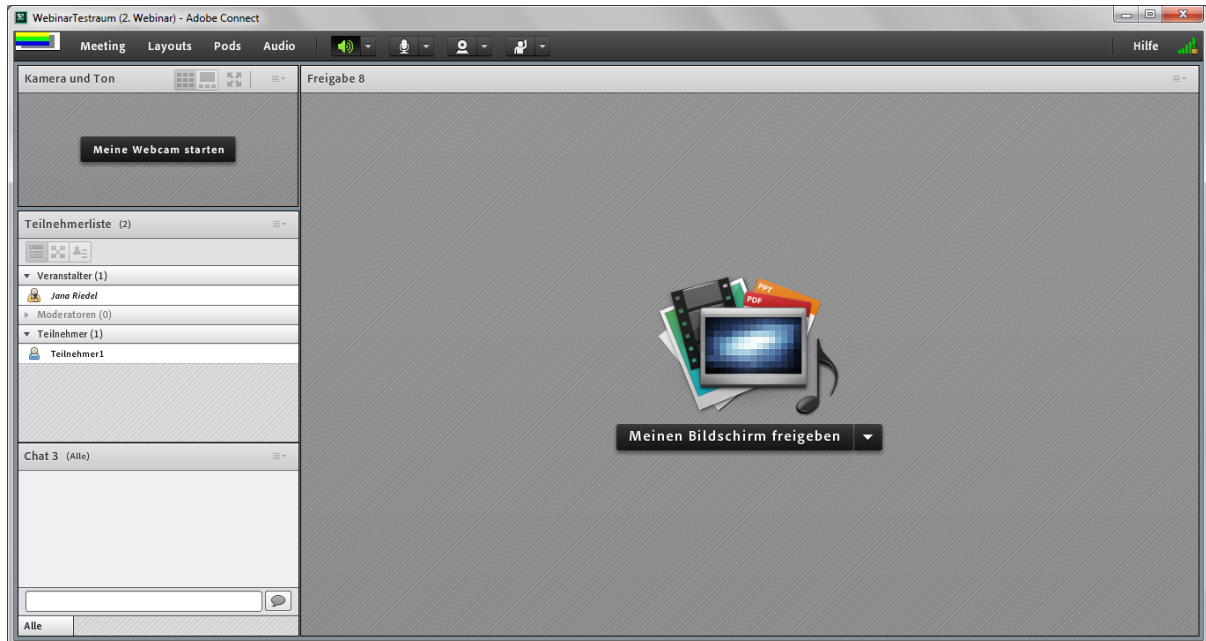 WebinarTestraum (2. Webinar) - Adobe Connect
Meeting Layouts Pods Audio Hilfe
Kamera und Ton
Meine Webcam starten
Teilnehmerliste (2)
Veranstalter (1)
Jana Riedel
Moderatoren (0)
Teilnehmer (1)
Teilnehmer1
Chat 3 (Alle)
Alle
Freigabe 8
PPT
PDF
Meinen Bildschirm freigeben